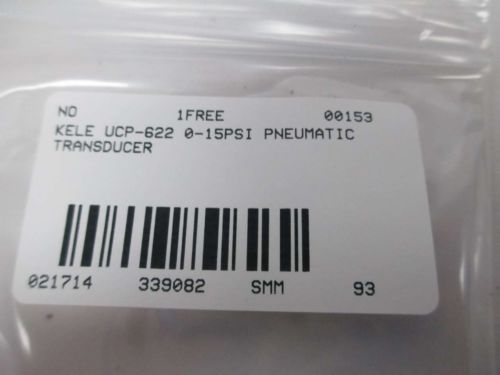 NO 1FREE 00153
KELE UCP-622 0-15PSI PNEUMATIC
TRANSDUCER
021714 339082 SMM 93